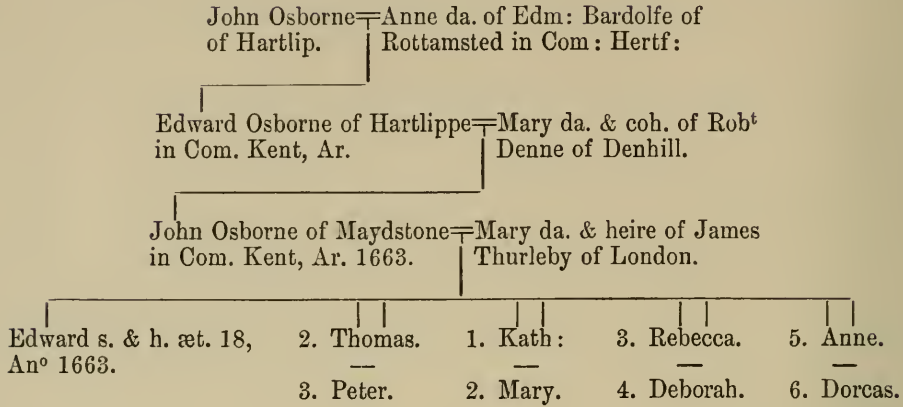 John Osborne=Anne da. of Edm: Bardolfe of
of Hartlip. Rottamsted in Com: Hertf:
Edward Osborne of Hartlippe=Mary da. & coh. of Robᵗ
in Com. Kent, Ar. Denne of Denhill.
John Osborne of Maydstone=Mary da. & heire of James
in Com. Kent, Ar. 1663. Thurleby of London.
Edward s. & h. æt. 18, 2. Thomas. 1. Kath: 3. Rebecca. 5. Anne.
Anº 1663.
3. Peter. 2. Mary. 4. Deborah. 6. Dorcas.